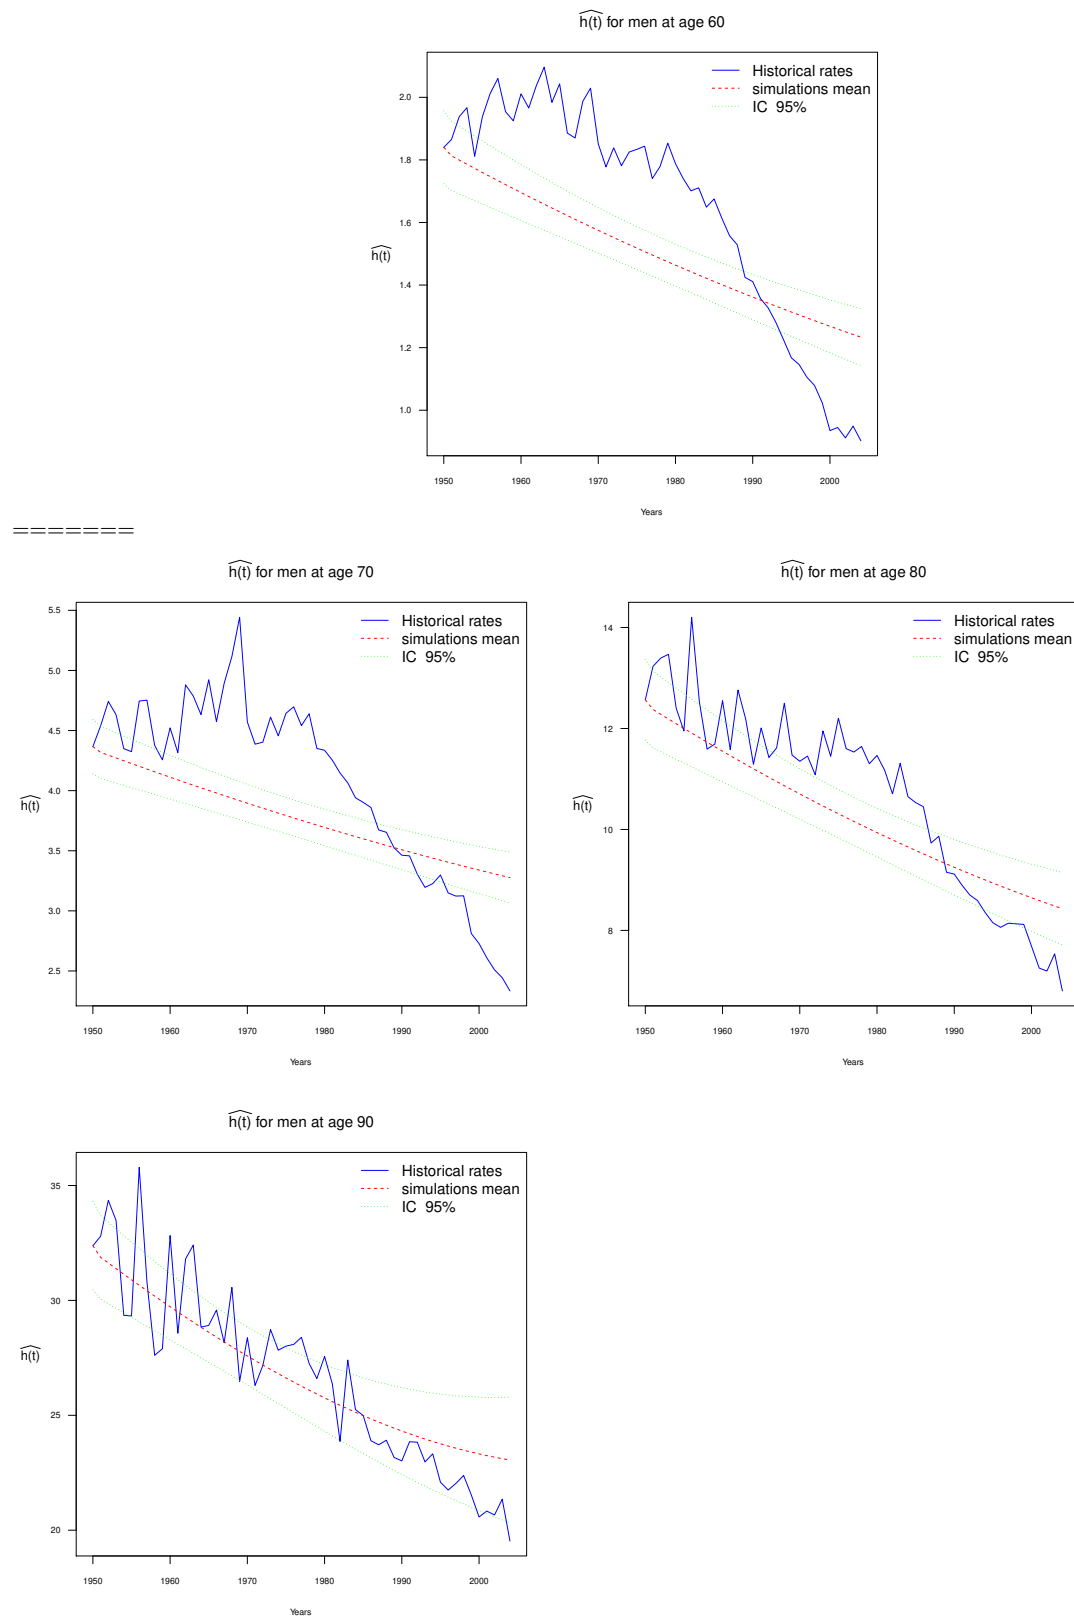 h(t) for men at age 60
Historical rates
simulations mean
IC 95%
h(t)
2.0
1.8
1.6
1.4
1.2
1.0
1950 1960 1970 1980 1990 2000
Years
=======
h(t) for men at age 70
Historical rates
simulations mean
IC 95%
h(t)
5.5
5.0
4.5
4.0
3.5
3.0
2.5
1950 1960 1970 1980 1990 2000
Years
h(t) for men at age 80
Historical rates
simulations mean
IC 95%
h(t)
14
12
10
8
1950 1960 1970 1980 1990 2000
Years
h(t) for men at age 90
Historical rates
simulations mean
IC 95%
h(t)
35
30
25
20
1950 1960 1970 1980 1990 2000
Years